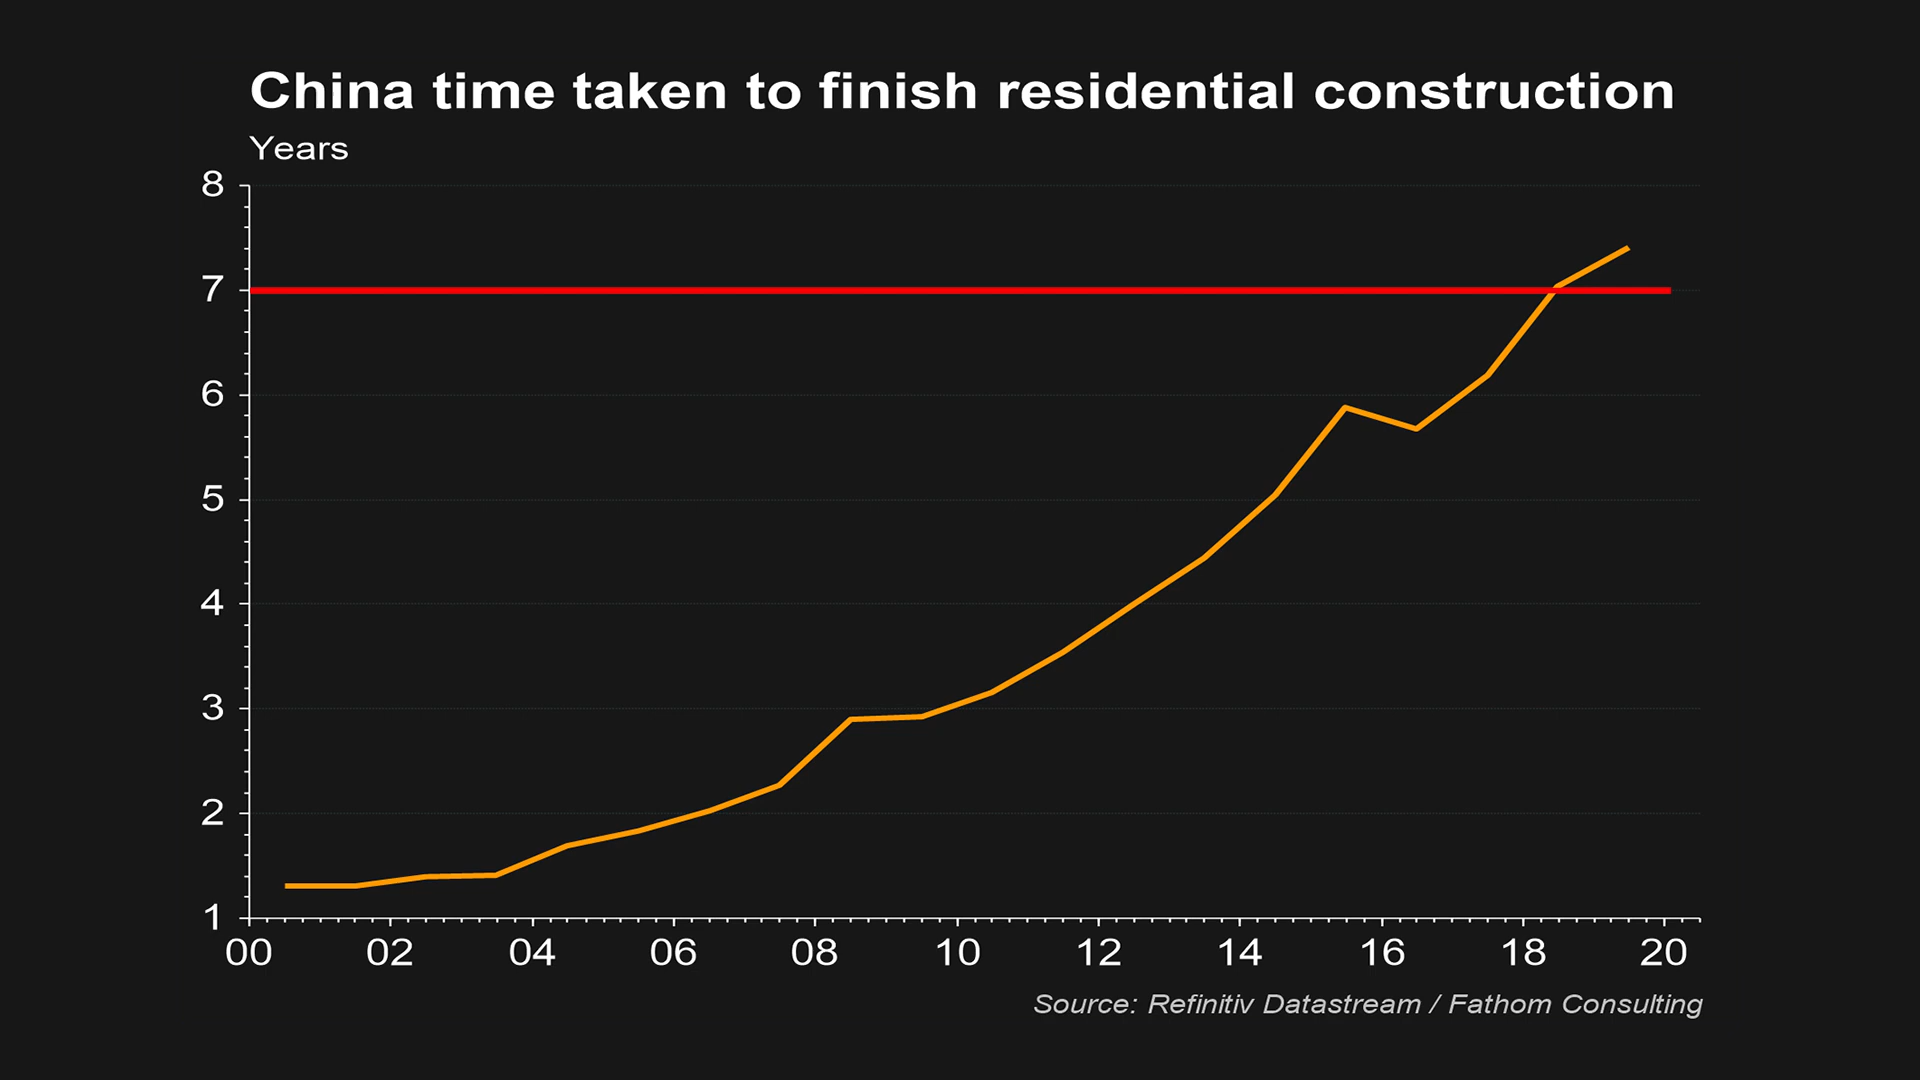 China time taken to finish residential construction
Years
8
7
6
5
4
3
2
1
00 02 04 06 08 10 12 14 16 18 20
Source: Refinitiv Datastream / Fathom Consulting